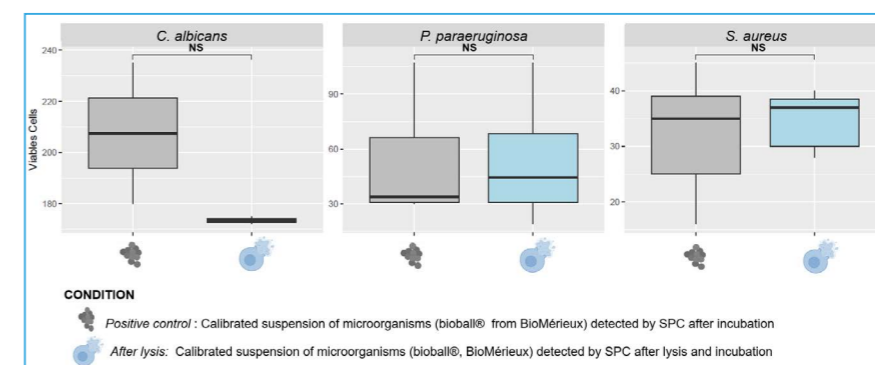 C. albicans
P. paraeruginosa
S. aureus
NS
NS
NS
Viables Cells
240
220
200
180
90
60
30
40
30
20
CONDITION
Positive control : Calibrated suspension of microorganisms (bioball® from BioMérieux) detected by SPC after incubation
After lysis: Calibrated suspension of microorganisms (bioball®, BioMérieux) detected by SPC after lysis and incubation